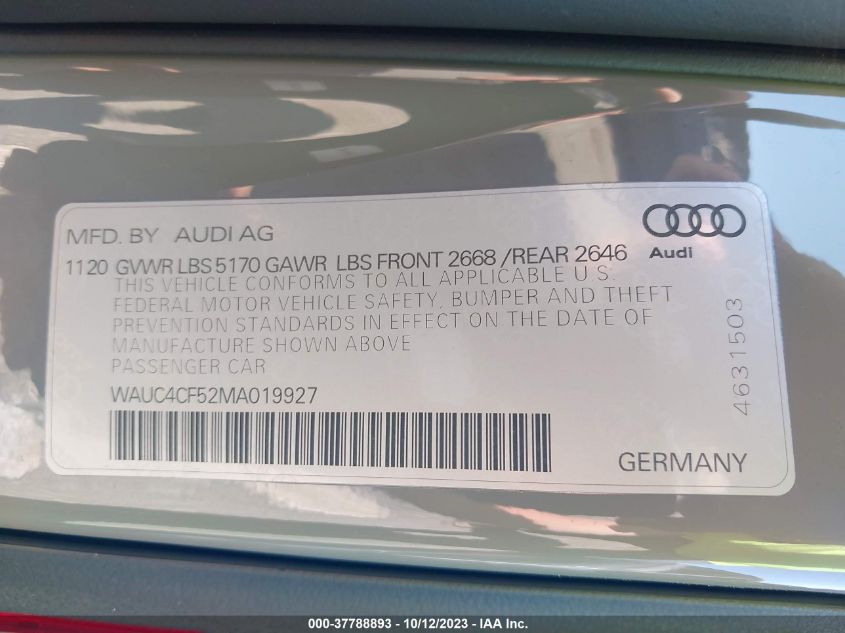 MFD. BY AUDI AG
Audi
1120 GVWR LBS 5170 GAWR LBS FRONT 2668 /REAR 2646
THIS VEHICLE CONFORMS TO ALL APPLICABLE U S
FEDERAL MOTOR VEHICLE SAFETY, BUMPER AND THEFT
PREVENTION STANDARDS IN EFFECT ON THE DATE OF
MANUFACTURE SHOWN ABOVE
PASSENGER CAR
WAUC4CF52MA019927
4631503
GERMANY
000-37788893 - 10/12/2023 - IAA Inc.